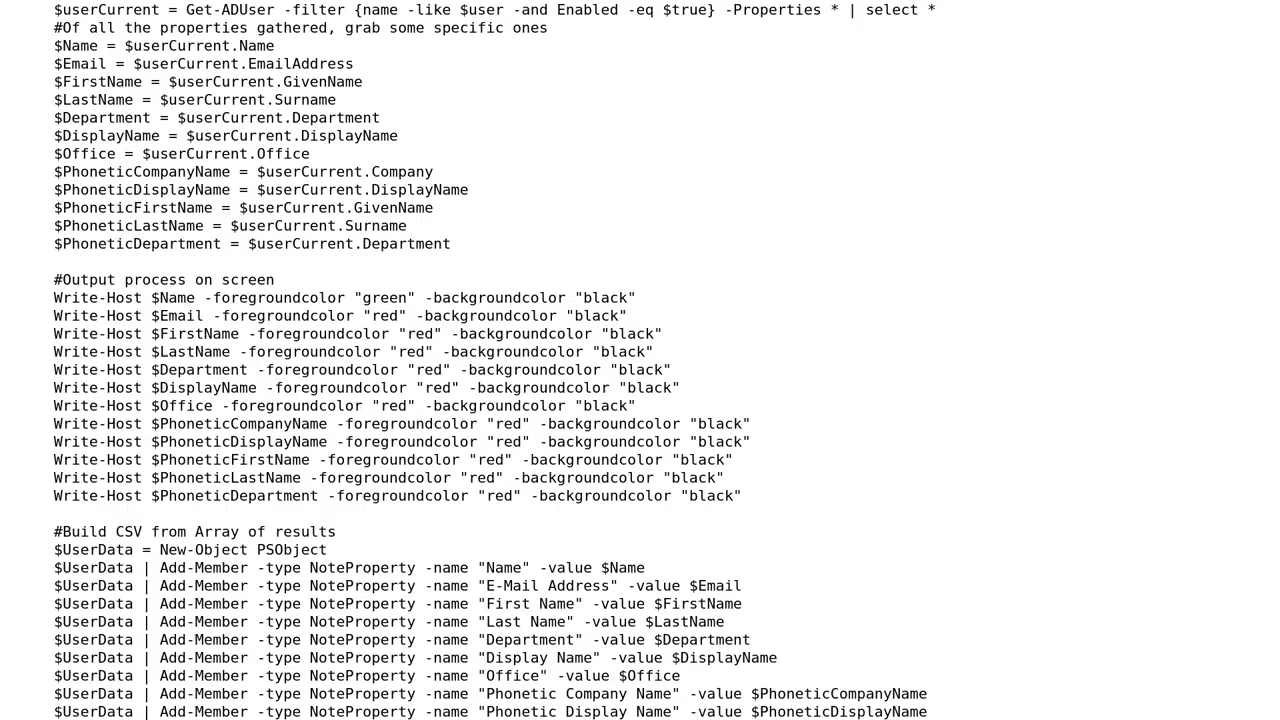 $userCurrent = Get-ADUser -filter {name -like $user -and Enabled -eq $true} -Properties * | select *
#Of all the properties gathered, grab some specific ones
$Name = $userCurrent.Name
$Email = $userCurrent.EmailAddress
$FirstName = $userCurrent.GivenName
$LastName = $userCurrent.Surname
$Department = $userCurrent.Department
$DisplayName = $userCurrent.DisplayName
$Office = $userCurrent.Office
$PhoneticCompanyName = $userCurrent.Company
$PhoneticDisplayName = $userCurrent.DisplayName
$PhoneticFirstName = $userCurrent.GivenName
$PhoneticLastName = $userCurrent.Surname
$PhoneticDepartment = $userCurrent.Department

#Output process on screen
Write-Host $Name -foregroundcolor "green" -backgroundcolor "black"
Write-Host $Email -foregroundcolor "red" -backgroundcolor "black"
Write-Host $FirstName -foregroundcolor "red" -backgroundcolor "black"
Write-Host $LastName -foregroundcolor "red" -backgroundcolor "black"
Write-Host $Department -foregroundcolor "red" -backgroundcolor "black"
Write-Host $DisplayName -foregroundcolor "red" -backgroundcolor "black"
Write-Host $Office -foregroundcolor "red" -backgroundcolor "black"
Write-Host $PhoneticCompanyName -foregroundcolor "red" -backgroundcolor "black"
Write-Host $PhoneticDisplayName -foregroundcolor "red" -backgroundcolor "black"
Write-Host $PhoneticFirstName -foregroundcolor "red" -backgroundcolor "black"
Write-Host $PhoneticLastName -foregroundcolor "red" -backgroundcolor "black"
Write-Host $PhoneticDepartment -foregroundcolor "red" -backgroundcolor "black"

#Build CSV from Array of results
$UserData = New-Object PSObject
$UserData | Add-Member -type NoteProperty -name "Name" -value $Name
$UserData | Add-Member -type NoteProperty -name "E-Mail Address" -value $Email
$UserData | Add-Member -type NoteProperty -name "First Name" -value $FirstName
$UserData | Add-Member -type NoteProperty -name "Last Name" -value $LastName
$UserData | Add-Member -type NoteProperty -name "Department" -value $Department
$UserData | Add-Member -type NoteProperty -name "Display Name" -value $DisplayName
$UserData | Add-Member -type NoteProperty -name "Office" -value $Office
$UserData | Add-Member -type NoteProperty -name "Phonetic Company Name" -value $PhoneticCompanyName
$UserData | Add-Member -type NoteProperty -name "Phonetic Display Name" -value $PhoneticDisplayName